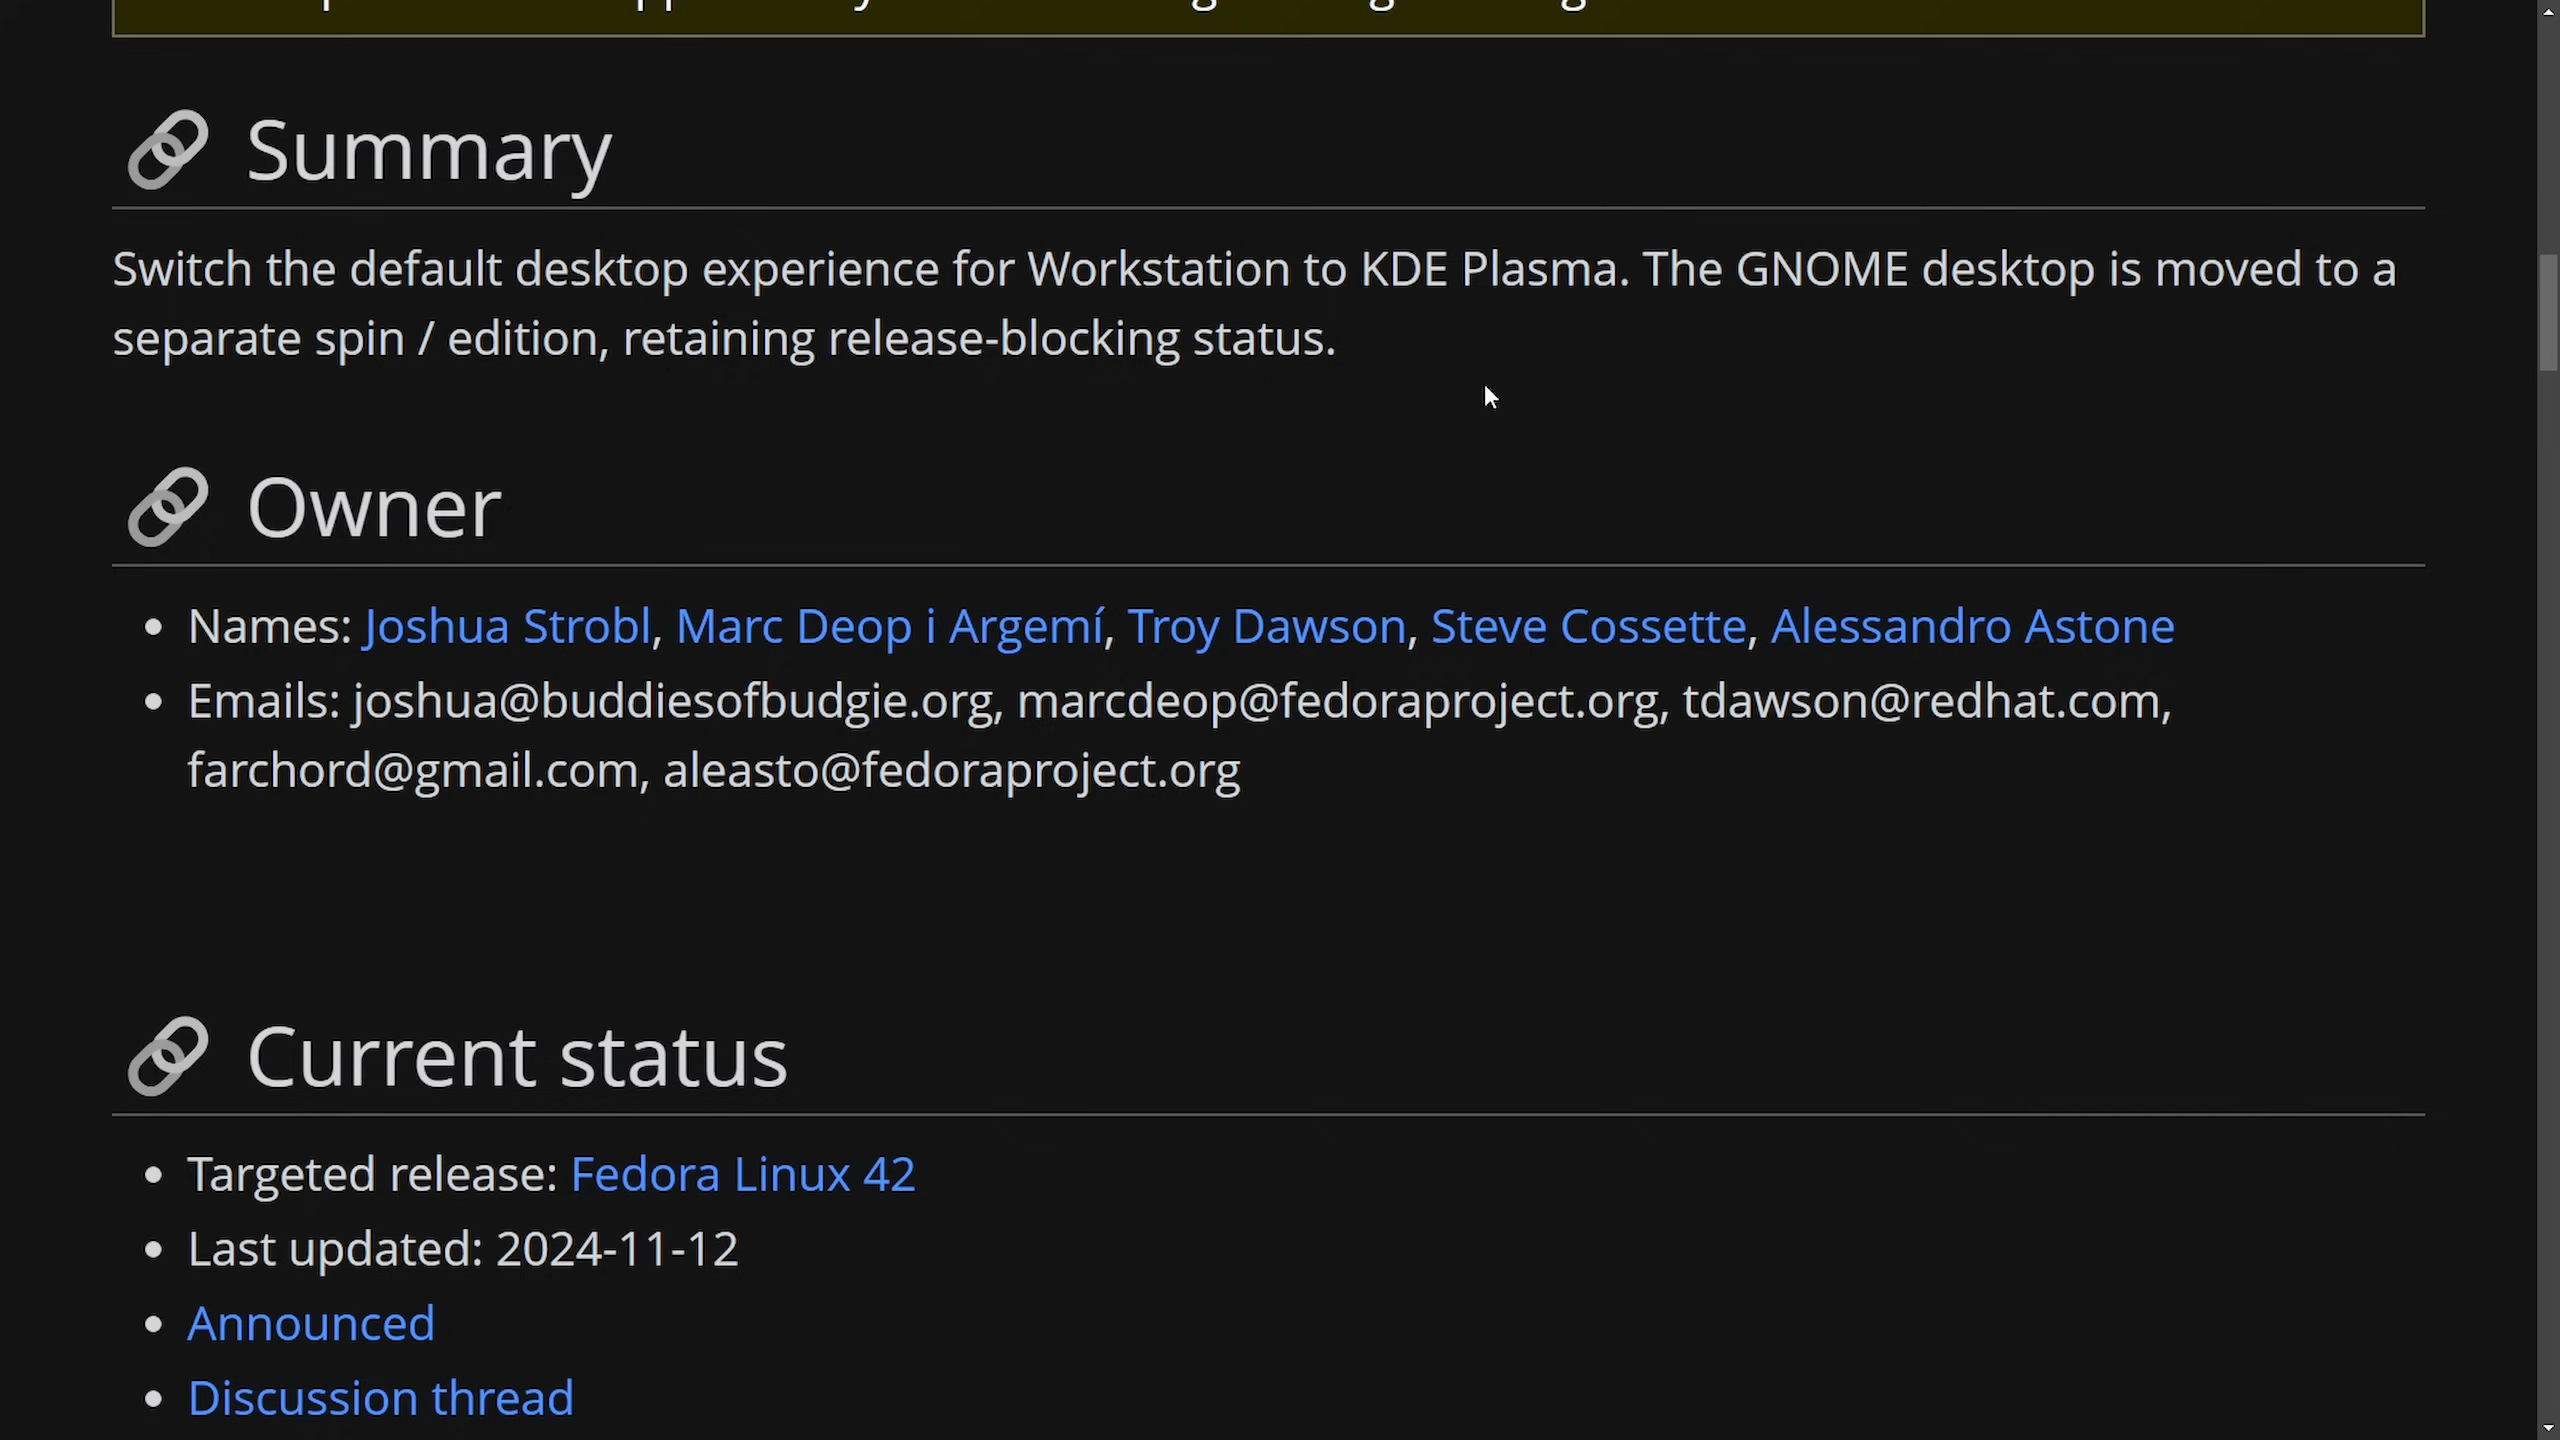 Summary
Switch the default desktop experience for Workstation to KDE Plasma. The GNOME desktop is moved to a
separate spin / edition, retaining release-blocking status.
Owner
• Names: Joshua Strobl, Marc Deop i Argemí, Troy Dawson, Steve Cossette, Alessandro Astone
• Emails: joshua@buddiesofbudgie.org, marcdeop@fedoraproject.org, tdawson@redhat.com,
farchord@gmail.com, aleasto@fedoraproject.org
Current status
• Targeted release: Fedora Linux 42
• Last updated: 2024-11-12
• Announced
• Discussion thread